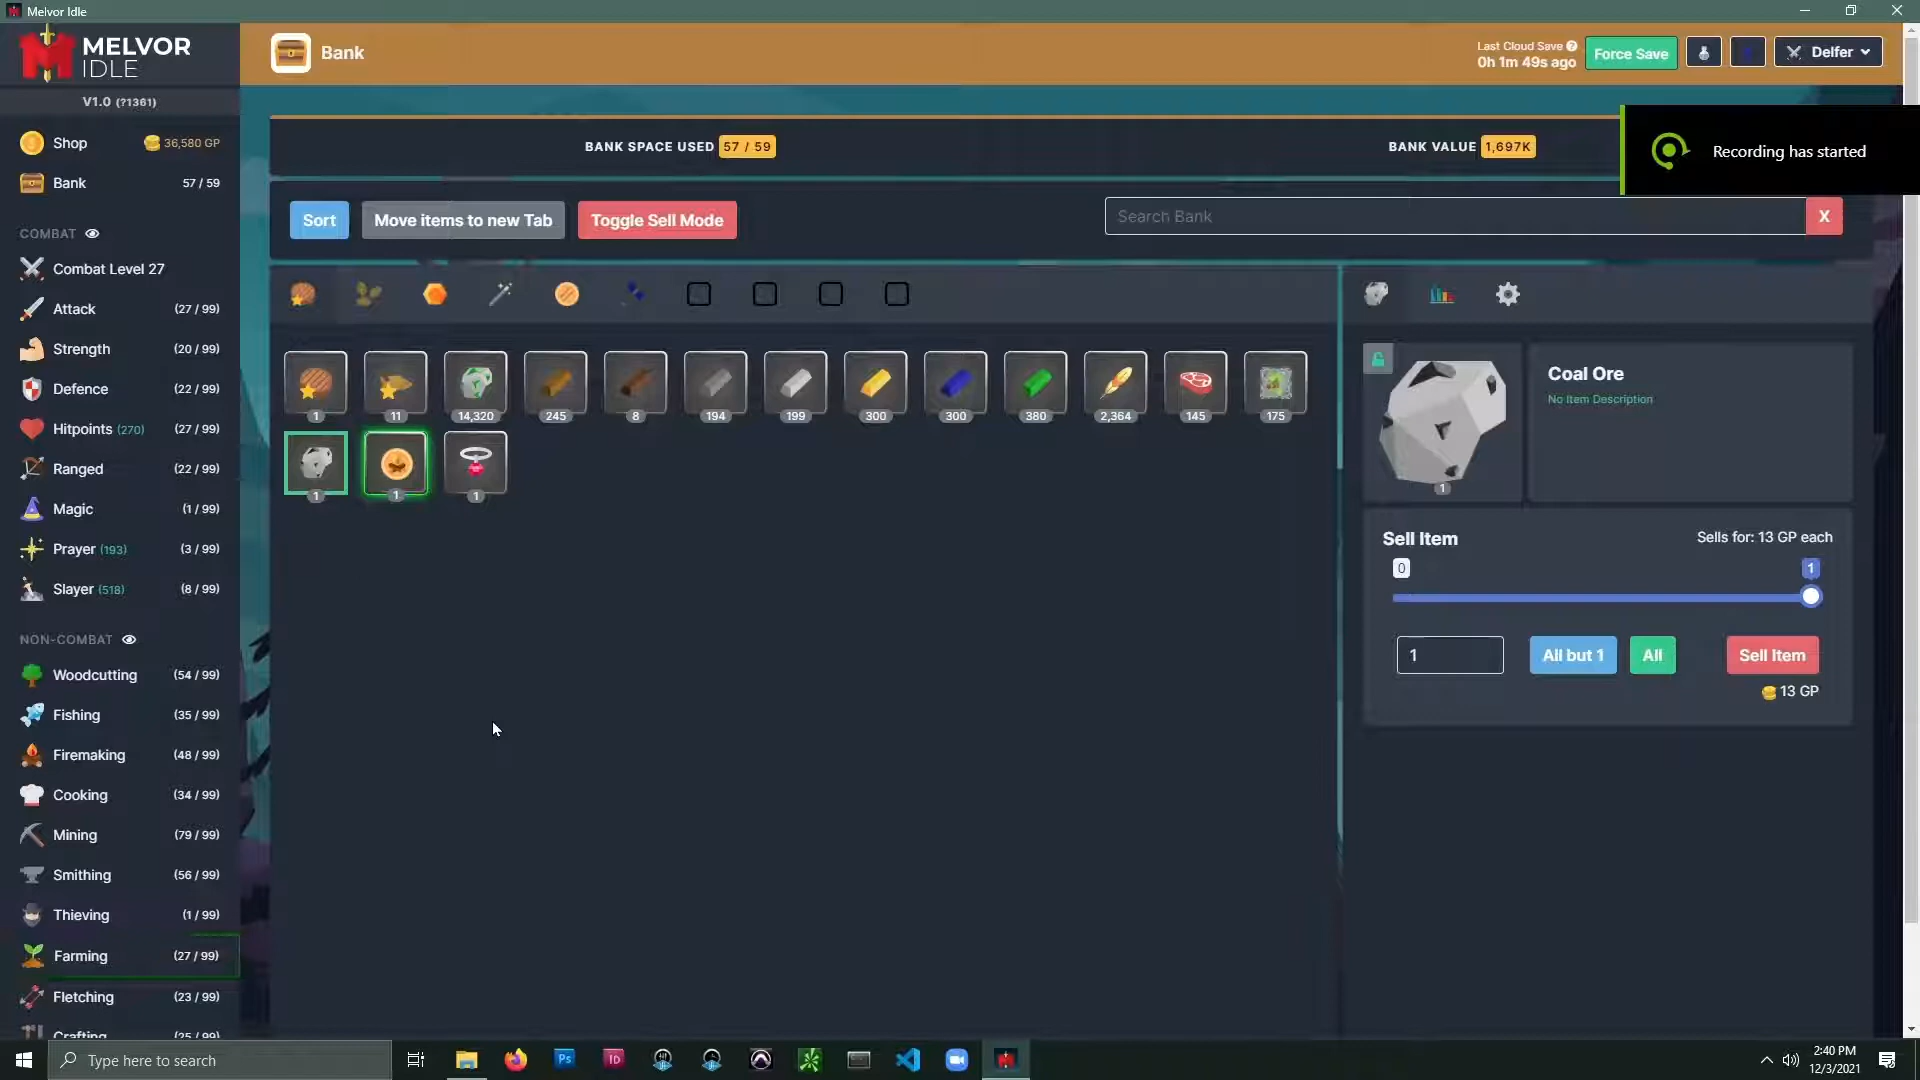 Melvor Idle
MELVOR
IDLE
V1.0 (?1361)
Shop 36,580 GP
Bank 57 / 59
COMBAT
Combat Level 27
Attack (27 / 99)
Strength (20 / 99)
Defence (22 / 99)
Hitpoints (270) (27 / 99)
Ranged (22 / 99)
Magic (1 / 99)
Prayer (193) (3 / 99)
Slayer (518) (8 / 99)
NON-COMBAT
Woodcutting (54 / 99)
Fishing (35 / 99)
Firemaking (48 / 99)
Cooking (34 / 99)
Mining (79 / 99)
Smithing (56 / 99)
Thieving (1 / 99)
Farming (27 / 99)
Fletching (23 / 99)
Crafting (25 / 99)
Bank
Last Cloud Save
0h 1m 49s ago
Force Save
Delfer
BANK SPACE USED 57 / 59
BANK VALUE 1,697K
Recording has started
Sort
Move items to new Tab
Toggle Sell Mode
Search Bank
X
1 11 14,320 245 8 194 199 300 300 380 2,364 145 175
1 1 1
1
Coal Ore
No Item Description
Sell Item
Sells for: 13 GP each
0 1
1
All but 1
All
Sell Item
13 GP
Type here to search
Ps
ID
2:40 PM
12/3/2021